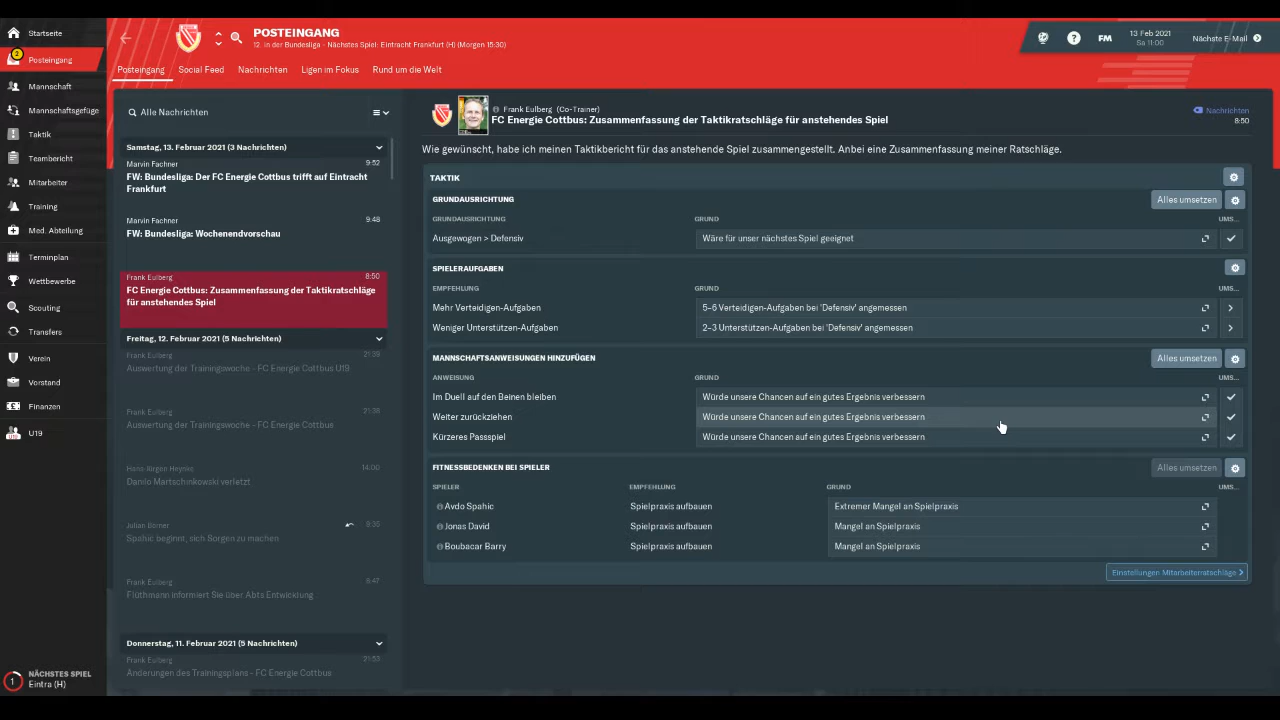 Startseite
2
Posteingang
Mannschaft
Mannschaftsgefüge
Taktik
Teambericht
Mitarbeiter
Training
Med. Abteilung
Terminplan
Wettbewerbe
Scouting
Transfers
Verein
Vorstand
Finanzen
U19
U19
1
NÄCHSTES SPIEL
Eintra (H)
POSTEINGANG
12. in der Bundesliga - Nächstes Spiel: Eintracht Frankfurt (H) (Morgen 15:30)
? FM
13 Feb 2021
Sa 11:00
Nächste E-Mail
Posteingang Social Feed Nachrichten Ligen im Fokus Rund um die Welt
Alle Nachrichten
Samstag, 13. Februar 2021 (3 Nachrichten)
Marvin Fachner 9:52
FW: Bundesliga: Der FC Energie Cottbus trifft auf Eintracht
Frankfurt
Marvin Fachner 9:48
FW: Bundesliga: Wochenendvorschau
Frank Eulberg 8:50
FC Energie Cottbus: Zusammenfassung der Taktikratschläge
für anstehendes Spiel
Freitag, 12. Februar 2021 (5 Nachrichten)
Frank Eulberg 21:39
Auswertung der Trainingswoche - FC Energie Cottbus U19
Frank Eulberg 21:38
Auswertung der Trainingswoche - FC Energie Cottbus
Hans-Jürgen Heynke 14:00
Danilo Martschinkowski verletzt
Julian Börner 8:35
Spahic beginnt, sich Sorgen zu machen
Frank Eulberg 6:47
Flüthmann informiert Sie über Abts Entwicklung
Donnerstag, 11. Februar 2021 (5 Nachrichten)
Frank Eulberg 21:53
Änderungen des Trainingsplans - FC Energie Cottbus
Frank Eulberg (Co-Trainer)
FC Energie Cottbus: Zusammenfassung der Taktikratschläge für anstehendes Spiel
Nachrichten
8:50
Wie gewünscht, habe ich meinen Taktikbericht für das anstehende Spiel zusammengestellt. Anbei eine Zusammenfassung meiner Ratschläge.
TAKTIK
GRUNDAUSRICHTUNG Alles umsetzen
GRUNDAUSRICHTUNG GRUND UMS...
Ausgewogen > Defensiv Wäre für unser nächstes Spiel geeignet
SPIELERAUFGABEN
EMPFEHLUNG GRUND UMS...
Mehr Verteidigen-Aufgaben 5-6 Verteidigen-Aufgaben bei 'Defensiv' angemessen
Weniger Unterstützen-Aufgaben 2-3 Unterstützen-Aufgaben bei 'Defensiv' angemessen
MANNSCHAFTSANWEISUNGEN HINZUFÜGEN Alles umsetzen
ANWEISUNG GRUND UMS...
Im Duell auf den Beinen bleiben Würde unsere Chancen auf ein gutes Ergebnis verbessern
Weiter zurückziehen Würde unsere Chancen auf ein gutes Ergebnis verbessern
Kürzeres Passspiel Würde unsere Chancen auf ein gutes Ergebnis verbessern
FITNESSBEDENKEN BEI SPIELER Alles umsetzen
SPIELER EMPFEHLUNG GRUND UMS...
Avdo Spahic Spielpraxis aufbauen Extremer Mangel an Spielpraxis
Jonas David Spielpraxis aufbauen Mangel an Spielpraxis
Boubacar Barry Spielpraxis aufbauen Mangel an Spielpraxis
Einstellungen Mitarbeiterratschläge